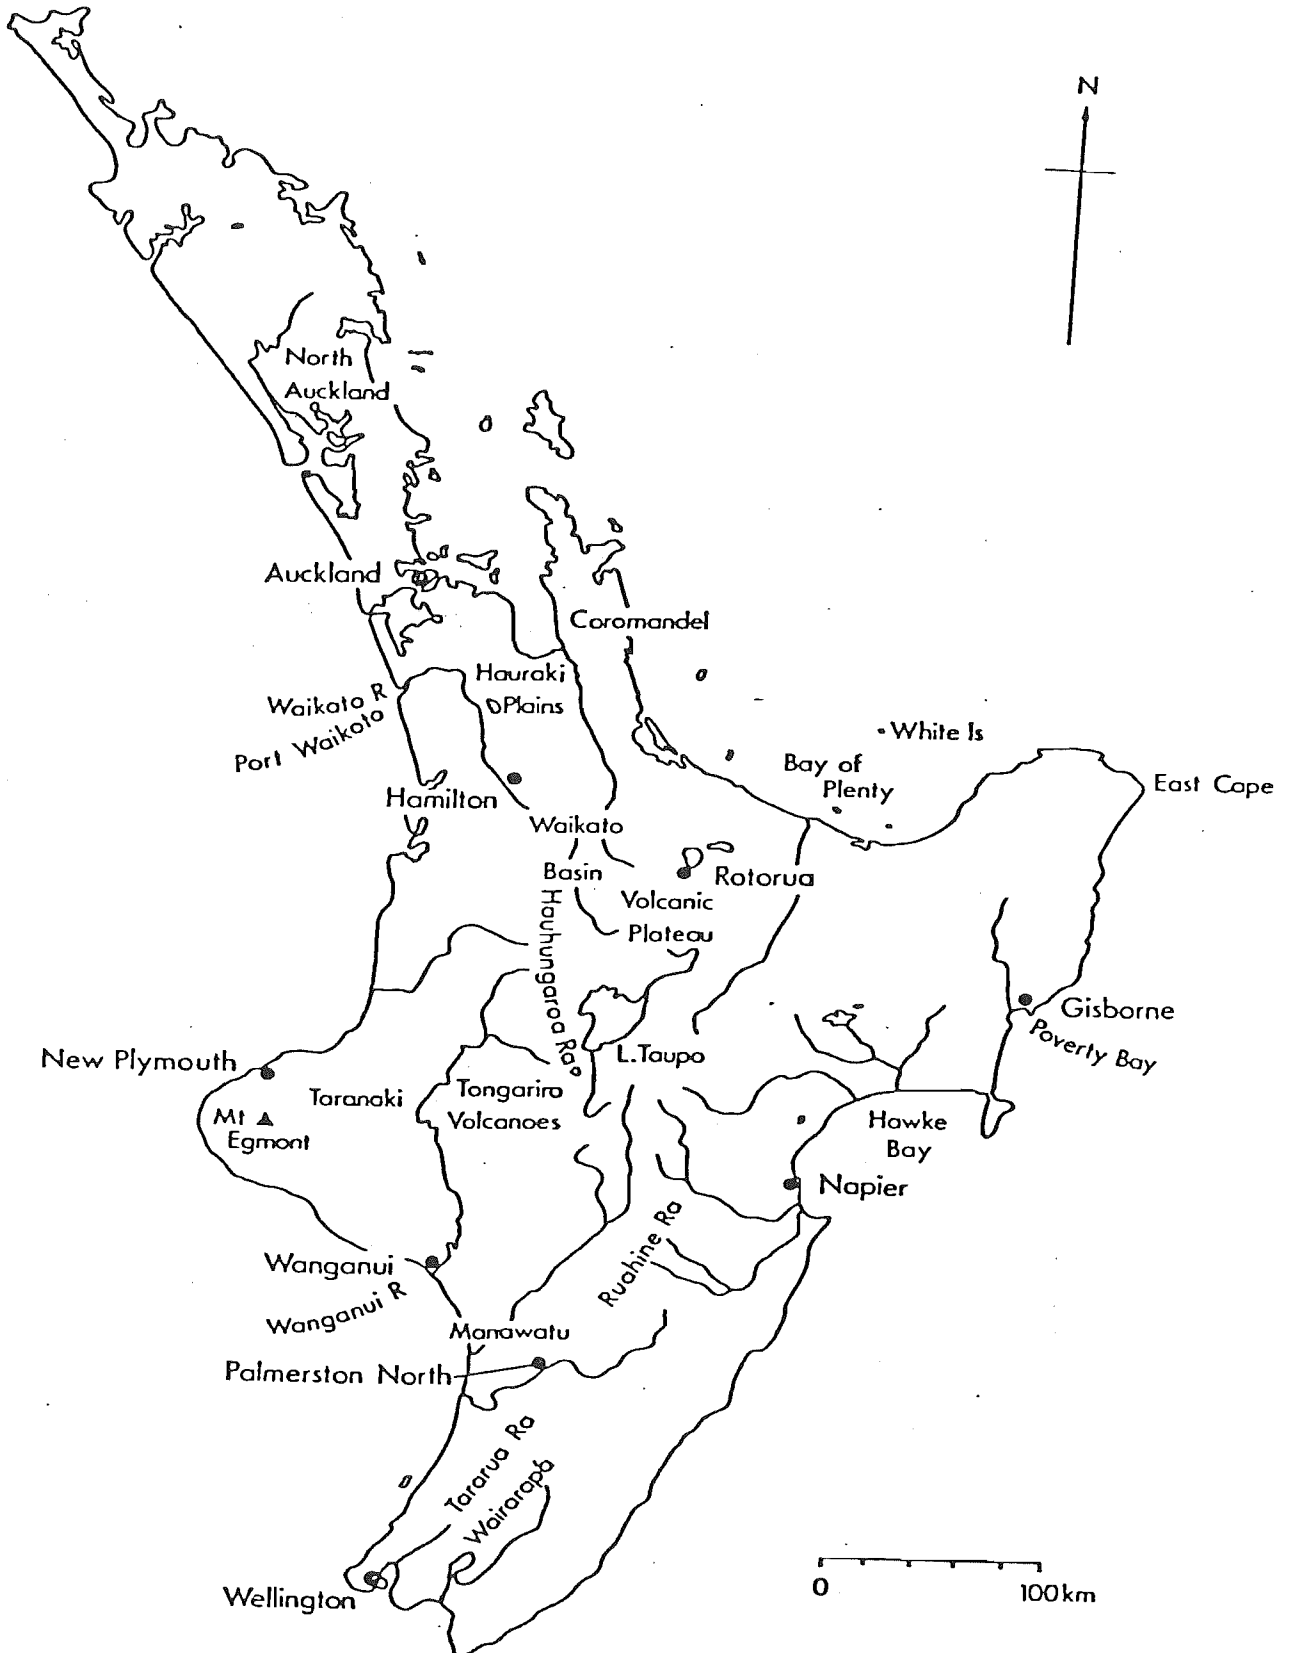 N
North
Auckland
Auckland
Coromandel
Hauraki
Plains
Waikato R
Port Waikato
White Is
Bay of
Plenty
East Cape
Hamilton
Waikato
Basin
Rotorua
Volcanic
Plateau
Hauhungaroa Ra
Gisborne
Poverty Bay
New Plymouth
L.Taupo
Taranaki
Tongariro
Volcanoes
Mt
Egmont
Hawke
Bay
Napier
Ruahine Ra
Wanganui
Wanganui R
Manawatu
Palmerston North
Tararua Ra
Wairarapa
Wellington
0
100km